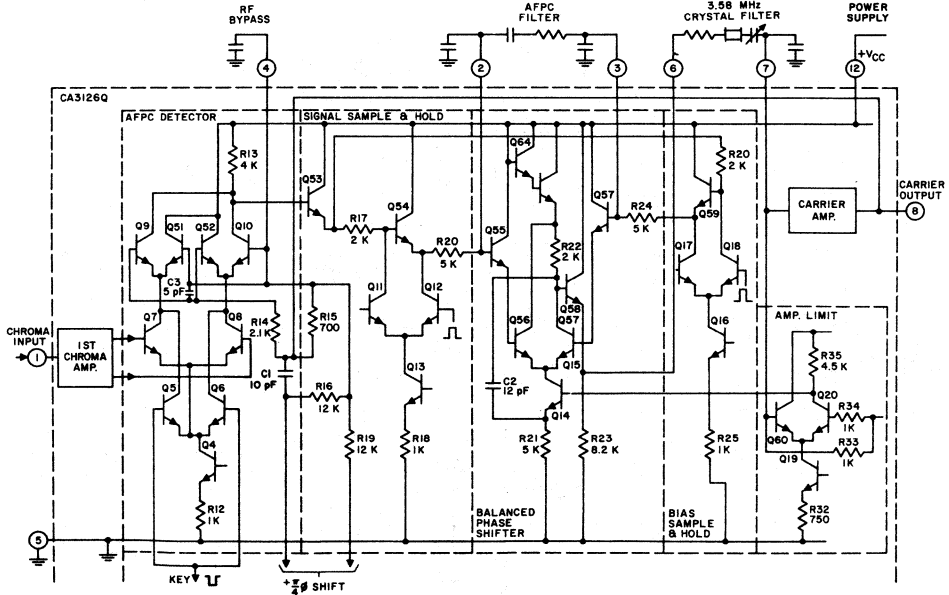 RF
BYPASS
AFPC
FILTER
3.58 MHz
CRYSTAL FILTER
POWER
SUPPLY
4
2
3
6
7
12
+VCC
CA3126Q
AFPC DETECTOR
SIGNAL SAMPLE & HOLD
R13
4 K
Q64
R20
2 K
Q53
Q57
Q59
CARRIER
OUTPUT
Q9
Q51
Q52
Q10
R17
2 K
Q54
Q55
R24
5 K
CARRIER
AMP.
8
R20
5 K
R22
2 K
Q17
Q18
C3
5 pF
Q11
Q12
Q58
CHROMA
INPUT
Q7
Q8
R14
2.1K
R15
700
Q56
Q57
Q16
AMP. LIMIT
1
1ST
CHROMA
AMP.
Q15
R35
4.5 K
C1
10 pF
Q13
C2
12 pF
Q5
Q6
R16
12 K
Q14
Q20
R34
1K
Q4
R19
12 K
R18
1K
R21
5 K
R23
8.2 K
R25
1K
Q60
R33
1K
Q19
R12
1K
R32
750
5
BALANCED
PHASE
SHIFTER
BIAS
SAMPLE
& HOLD
KEY
+π/4 ø SHIFT